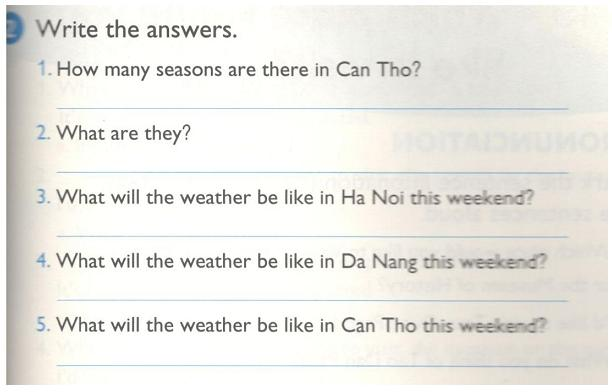 2 Write the answers.
1. How many seasons are there in Can Tho?
2. What are they?
3. What will the weather be like in Ha Noi this weekend?
4. What will the weather be like in Da Nang this weekend?
5. What will the weather be like in Can Tho this weekend?